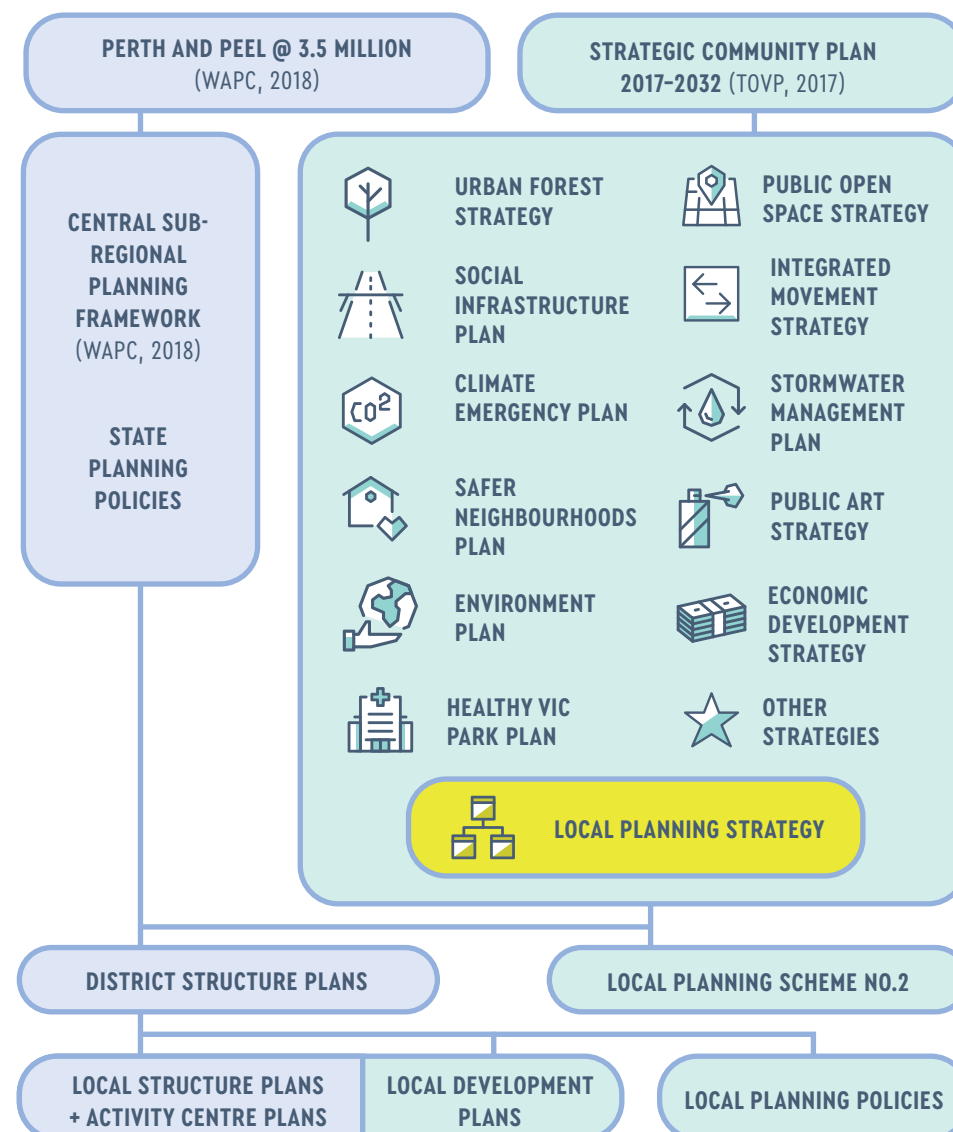 PERTH AND PEEL @ 3.5 MILLION
(WAPC, 2018)
STRATEGIC COMMUNITY PLAN
2017-2032 (TOVP, 2017)
CENTRAL SUB-
REGIONAL
PLANNING
FRAMEWORK
(WAPC, 2018)
STATE
PLANNING
POLICIES
URBAN FOREST
STRATEGY
PUBLIC OPEN
SPACE STRATEGY
SOCIAL
INFRASTRUCTURE
PLAN
INTEGRATED
MOVEMENT
STRATEGY
CO²
CLIMATE
EMERGENCY PLAN
STORMWATER
MANAGEMENT
PLAN
SAFER
NEIGHBOURHOODS
PLAN
PUBLIC ART
STRATEGY
ENVIRONMENT
PLAN
ECONOMIC
DEVELOPMENT
STRATEGY
HEALTHY VIC
PARK PLAN
OTHER
STRATEGIES
LOCAL PLANNING STRATEGY
DISTRICT STRUCTURE PLANS
LOCAL PLANNING SCHEME NO.2
LOCAL STRUCTURE PLANS
+ ACTIVITY CENTRE PLANS
LOCAL DEVELOPMENT
PLANS
LOCAL PLANNING POLICIES